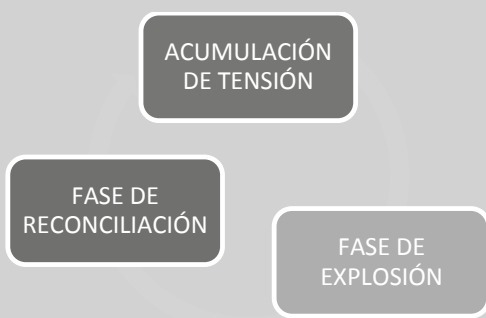 ACUMULACIÓN
DE TENSIÓN
FASE DE
RECONCILIACIÓN
FASE DE
EXPLOSIÓN